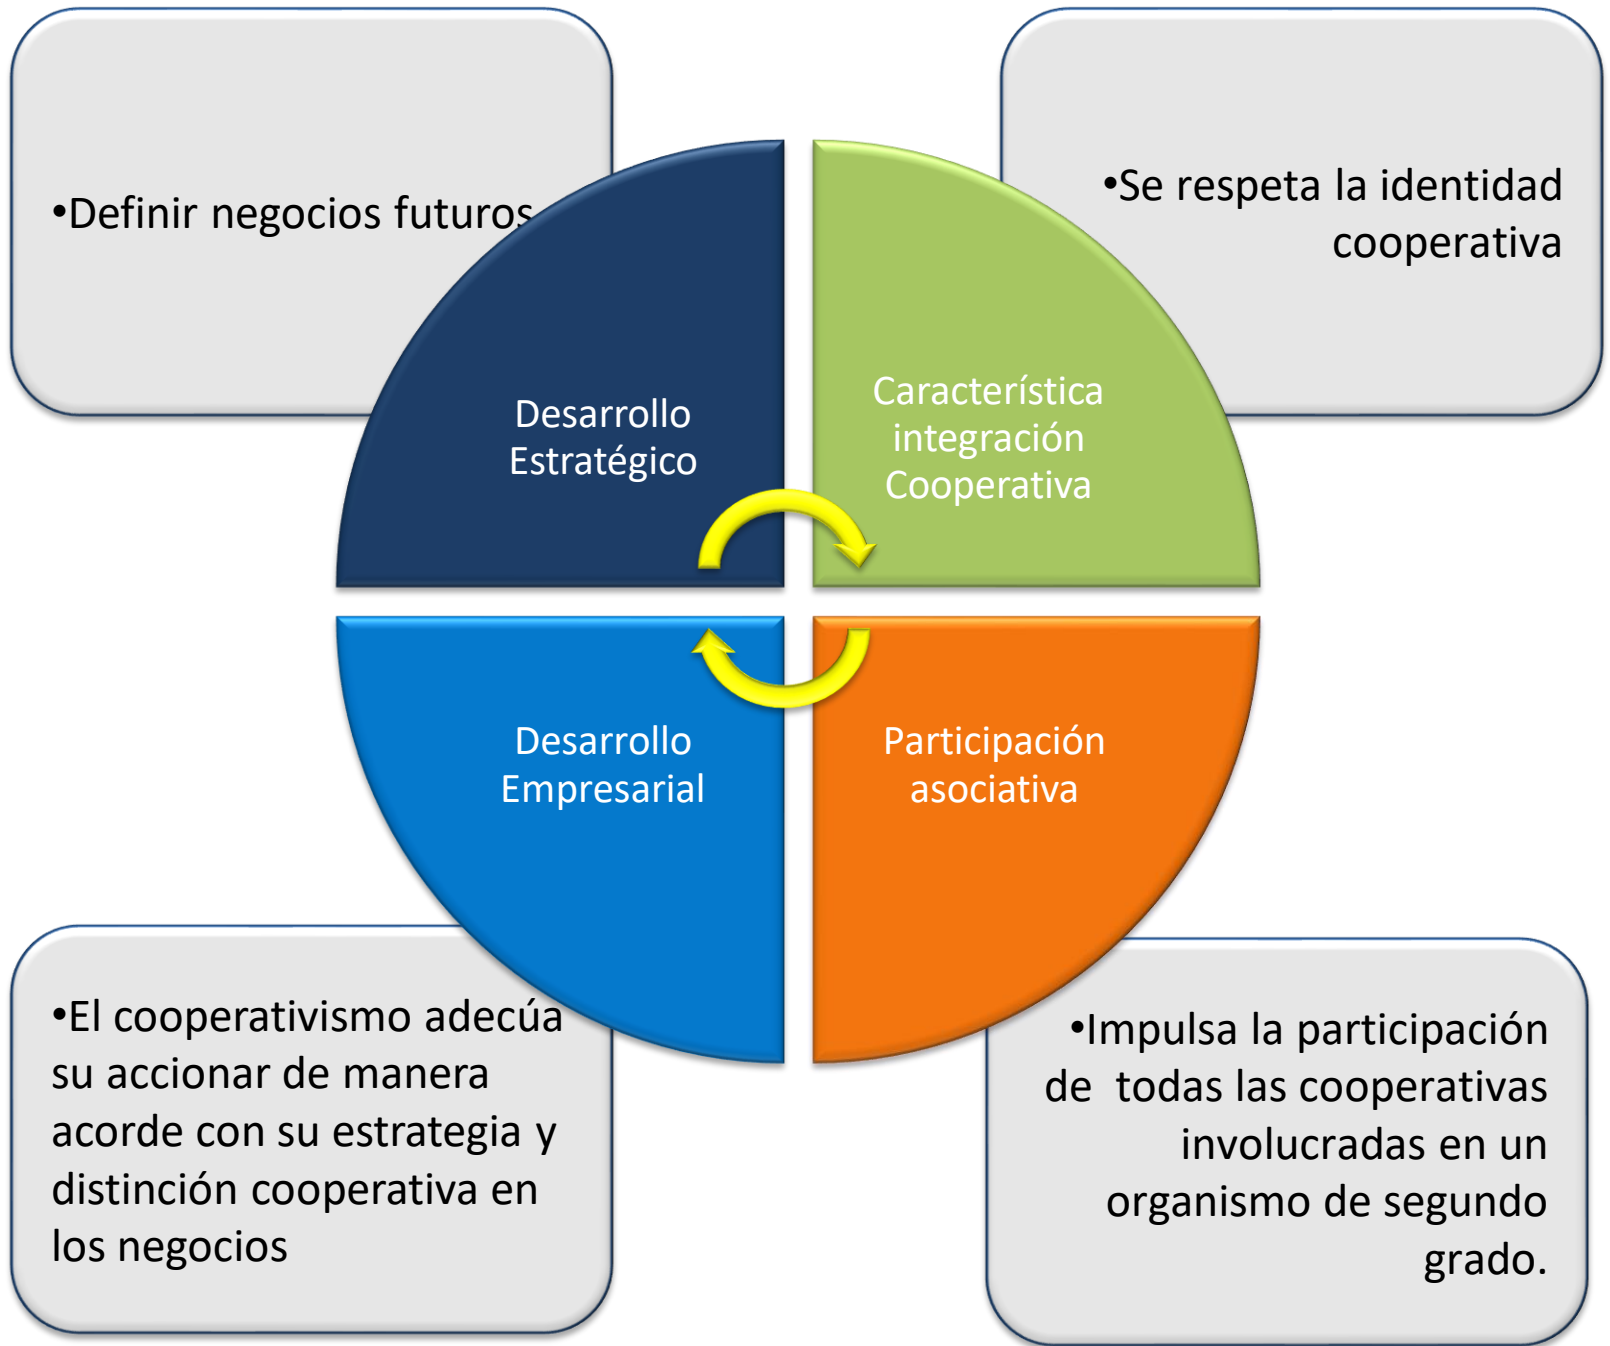 •Definir negocios futuros
•Se respeta la identidad
cooperativa
Desarrollo
Estratégico
Característica
integración
Cooperativa
Desarrollo
Empresarial
Participación
asociativa
•El cooperativismo adecúa
su accionar de manera
acorde con su estrategia y
distinción cooperativa en
los negocios
•Impulsa la participación
de  todas las cooperativas
involucradas en un
organismo de segundo
grado.